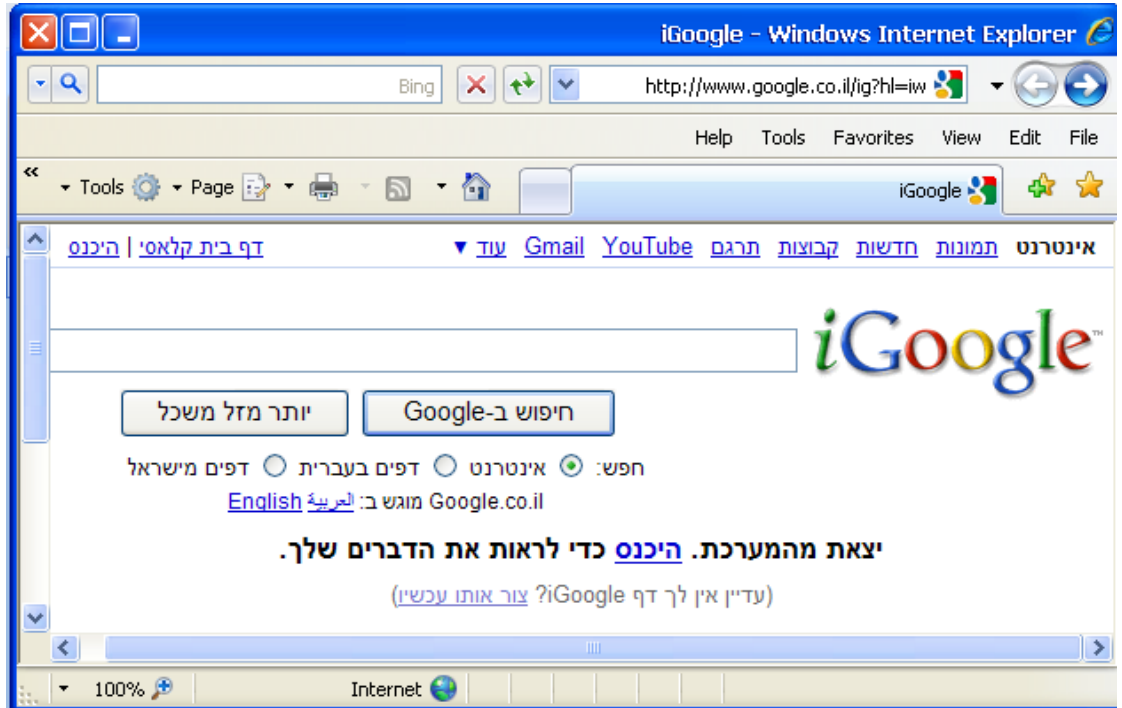 iGoogle - Windows Internet Explorer
http://www.google.co.il/ig?hl=iw Bing
File Edit View Favorites Tools Help
iGoogle Page Tools
אינטרנט תמונות חדשות קבוצות תרגם YouTube Gmail עוד ▼ דף בית קלאסי | היכנס
iGoogle™
חיפוש ב-Google יותר מזל משכל
חפש: אינטרנט דפים בעברית דפים מישראל
Google.co.il מוגש ב: العربية English
יצאת מהמערכת. היכנס כדי לראות את הדברים שלך.
(עדיין אין לך דף iGoogle? צור אותו עכשיו)
Internet 100%